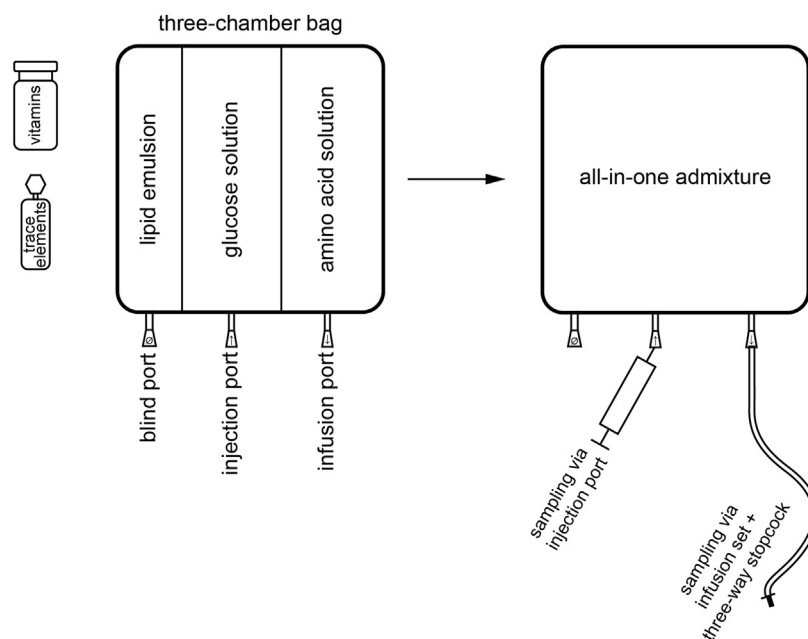 three-chamber bag
vitamins
trace
elements
lipid emulsion
glucose solution
amino acid solution
blind port
injection port
infusion port
all-in-one admixture
sampling via
injection port
sampling via
infusion set +
three-way stopcock